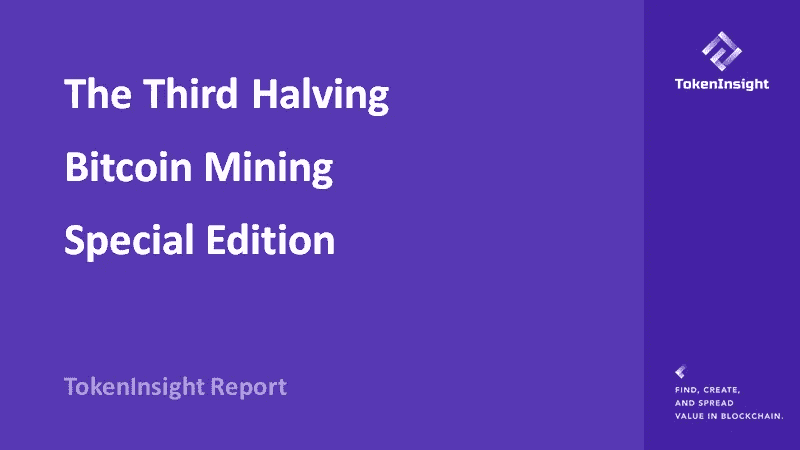 The Third Halving
Bitcoin Mining
Special Edition
TokenInsight Report
TokenInsight
FIND, CREATE,
AND SPREAD
VALUE IN BLOCKCHAIN.